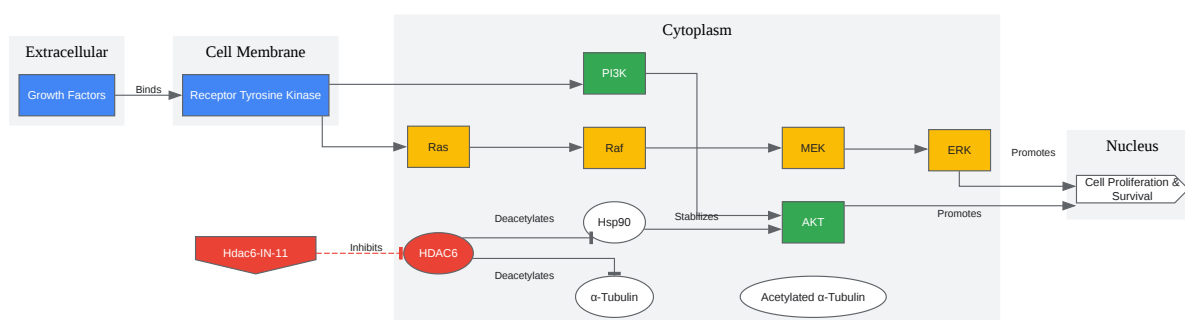 Extracellular
Cell Membrane
Cytoplasm
Nucleus
Growth Factors
Binds
Receptor Tyrosine Kinase
PI3K
Ras
Raf
MEK
ERK
Promotes
Cell Proliferation &
Survival
Promotes
AKT
Stabilizes
Hsp90
Deacetylates
Hdac6-IN-11
Inhibits
HDAC6
Deacetylates
α-Tubulin
Acetylated α-Tubulin